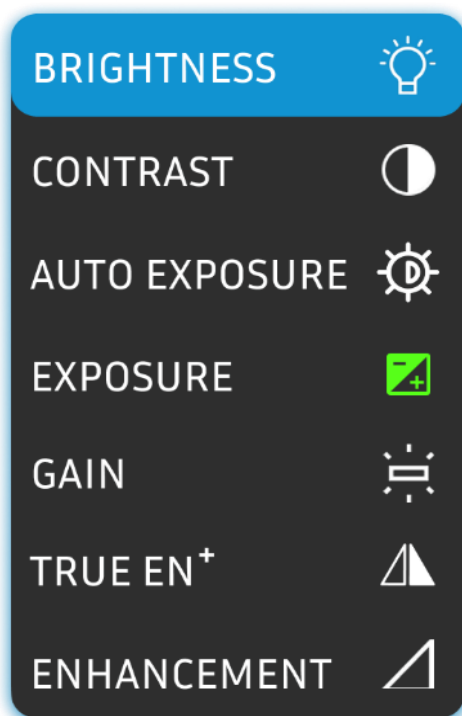 BRIGHTNESS
CONTRAST
AUTO EXPOSURE
EXPOSURE
GAIN
TRUE EN⁺
ENHANCEMENT